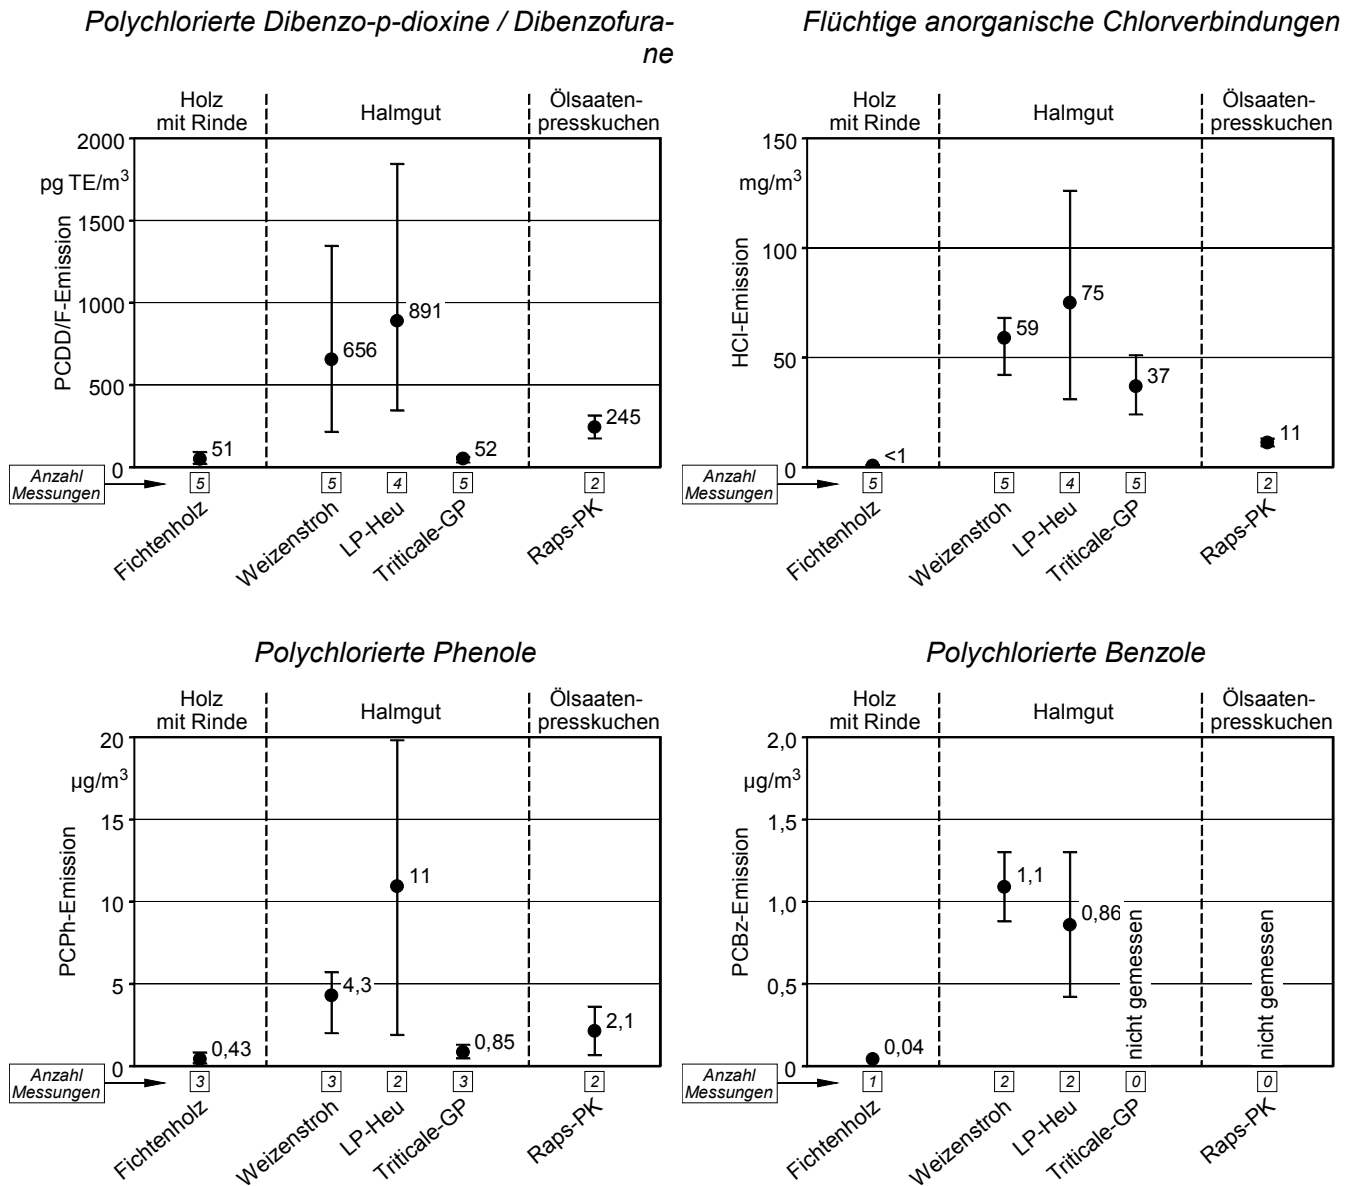 Polychlorierte Dibenzo-p-dioxine / Dibenzofura-
ne
Holz
mit Rinde
Halmgut
Ölsaaten-
presskuchen
2000
pg TE/m³
1500
1000
500
0
PCDD/F-Emission
51
656
891
52
245
Anzahl
Messungen
5
5
4
5
2
Fichtenholz
Weizenstroh
LP-Heu
Triticale-GP
Raps-PK
Flüchtige anorganische Chlorverbindungen
Holz
mit Rinde
Halmgut
Ölsaaten-
presskuchen
150
mg/m³
100
50
0
HCl-Emission
<1
59
75
37
11
Anzahl
Messungen
5
5
4
5
2
Fichtenholz
Weizenstroh
LP-Heu
Triticale-GP
Raps-PK
Polychlorierte Phenole
Holz
mit Rinde
Halmgut
Ölsaaten-
presskuchen
20
µg/m³
15
10
5
0
PCPh-Emission
0,43
4,3
11
0,85
2,1
Anzahl
Messungen
3
3
2
3
2
Fichtenholz
Weizenstroh
LP-Heu
Triticale-GP
Raps-PK
Polychlorierte Benzole
Holz
mit Rinde
Halmgut
Ölsaaten-
presskuchen
2,0
µg/m³
1,5
1,0
0,5
0
PCBz-Emission
0,04
1,1
0,86
nicht gemessen
nicht gemessen
Anzahl
Messungen
1
2
2
0
0
Fichtenholz
Weizenstroh
LP-Heu
Triticale-GP
Raps-PK